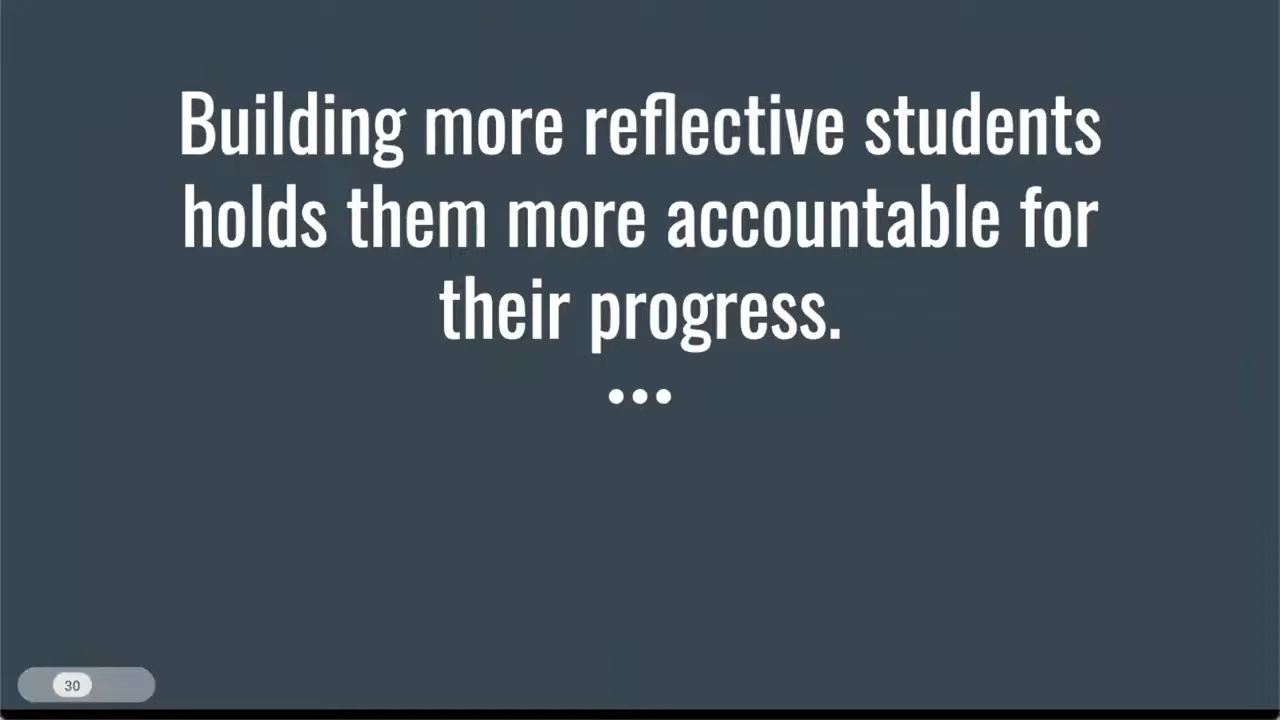 Building more reflective students
holds them more accountable for
their progress.
30